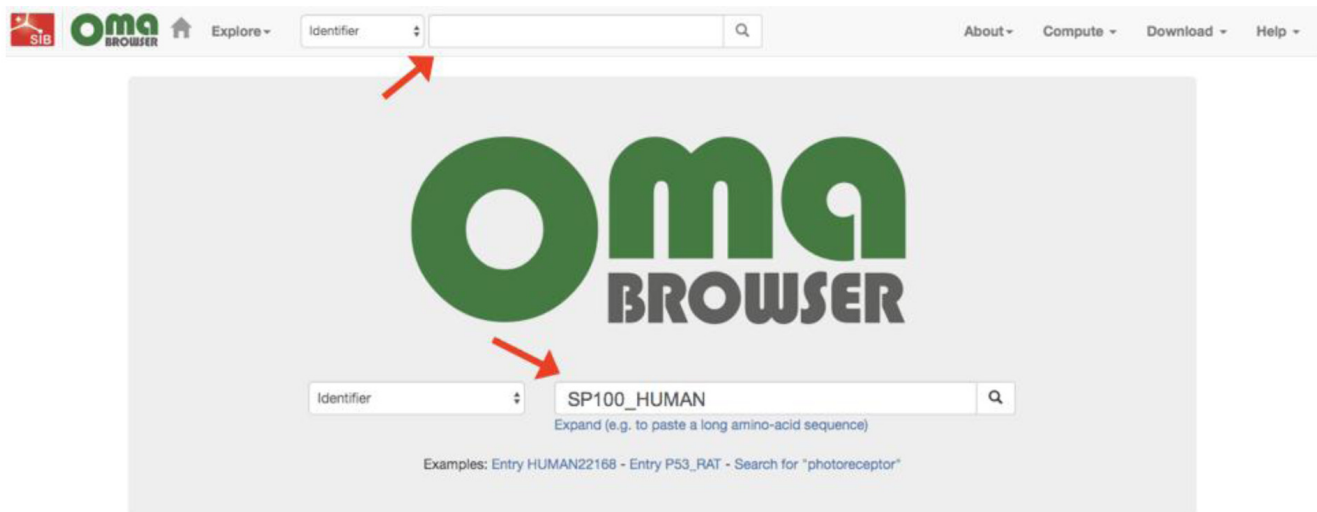 SIB OMA BROWSER Explore Identifier About Compute Download Help
oma
BROWSER
Identifier SP100_HUMAN
Expand (e.g. to paste a long amino-acid sequence)
Examples: Entry HUMAN22168 - Entry P53_RAT - Search for "photoreceptor"